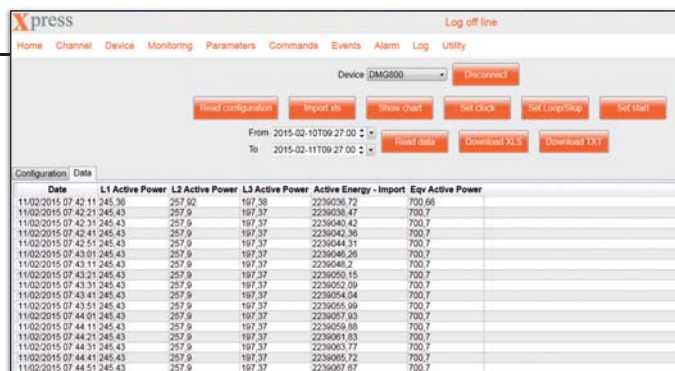 Xpress
Log off line
Home Channel Device Monitoring Parameters Commands Events Alarm Log Utility
Device DMG800 Disconnect
Read configuration Import xls Show chart Set clock Set Loop/Stop Set start
From 2015-02-10T09:27:00
Read data Download XLS Download TXT
To 2015-02-11T09:27:00
Configuration Data
Date L1 Active Power L2 Active Power L3 Active Power Active Energy - Import Eqv Active Power
11/02/2015 07 42 11 245,36 257,92 197,38 2239036,72 700,66
11/02/2015 07 42 21 245,43 257,9 197,37 2239038,47 700,7
11/02/2015 07 42 31 245,43 257,9 197,37 2239040,42 700,7
11/02/2015 07 42 41 245,43 257,9 197,37 2239042,36 700,7
11/02/2015 07 42 51 245,43 257,9 197,37 2239044,31 700,7
11/02/2015 07 43 01 245,43 257,9 197,37 2239046,26 700,7
11/02/2015 07 43 11 245,43 257,9 197,37 2239048,2 700,7
11/02/2015 07 43 21 245,43 257,9 197,37 2239050,15 700,7
11/02/2015 07 43 31 245,43 257,9 197,37 2239052,09 700,7
11/02/2015 07 43 41 245,43 257,9 197,37 2239054,04 700,7
11/02/2015 07 43 51 245,43 257,9 197,37 2239055,99 700,7
11/02/2015 07 44 01 245,43 257,9 197,37 2239057,93 700,7
11/02/2015 07 44 11 245,43 257,9 197,37 2239059,88 700,7
11/02/2015 07 44 21 245,43 257,9 197,37 2239061,83 700,7
11/02/2015 07 44 31 245,43 257,9 197,37 2239063,77 700,7
11/02/2015 07 44 41 245,43 257,9 197,37 2239065,72 700,7
11/02/2015 07 44 51 245,43 257,9 197,37 2239067,67 700,7